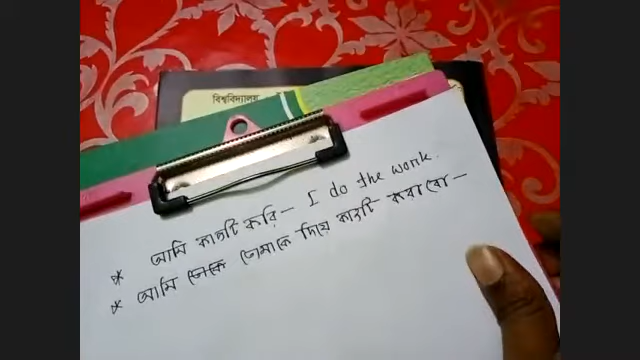 বিশ্ববিদ্যালয়
* আমি কাজটি করি — I do the work.
* আমি তোকে তোমাকে দিয়ে কাজটি করাবো —